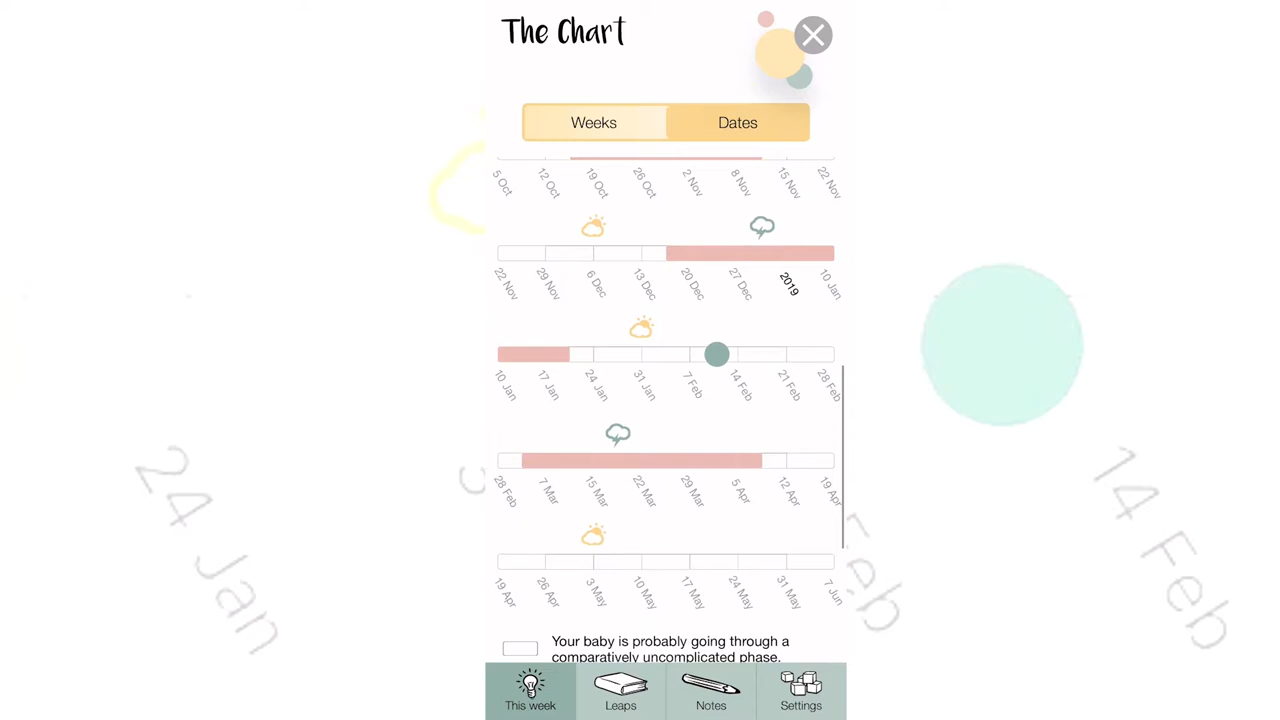 The Chart
Weeks Dates
5 Oct 12 Oct 19 Oct 26 Oct 2 Nov 8 Nov 15 Nov 22 Nov
22 Nov 29 Nov 6 Dec 13 Dec 20 Dec 27 Dec 2019 10 Jan
10 Jan 17 Jan 24 Jan 31 Jan 7 Feb 14 Feb 21 Feb 28 Feb
28 Feb 7 Mar 15 Mar 22 Mar 29 Mar 5 Apr 12 Apr 19 Apr
19 Apr 26 Apr 3 May 10 May 17 May 24 May 31 May 7 Jun
Your baby is probably going through a
comparatively uncomplicated phase.
This week Leaps Notes Settings
24 Jan
14 Feb